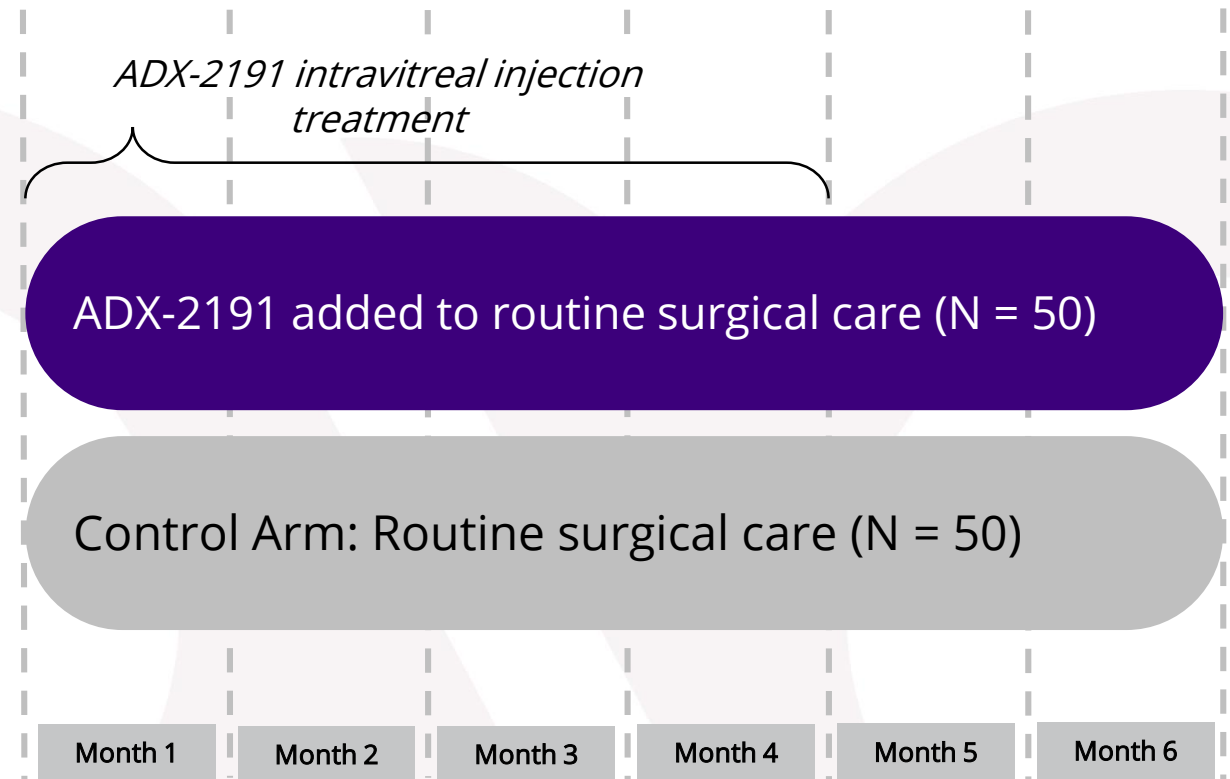 ADX-2191 intravitreal injection
treatment
ADX-2191 added to routine surgical care (N = 50)
Control Arm: Routine surgical care (N = 50)
Month 1
Month 2
Month 3
Month 4
Month 5
Month 6